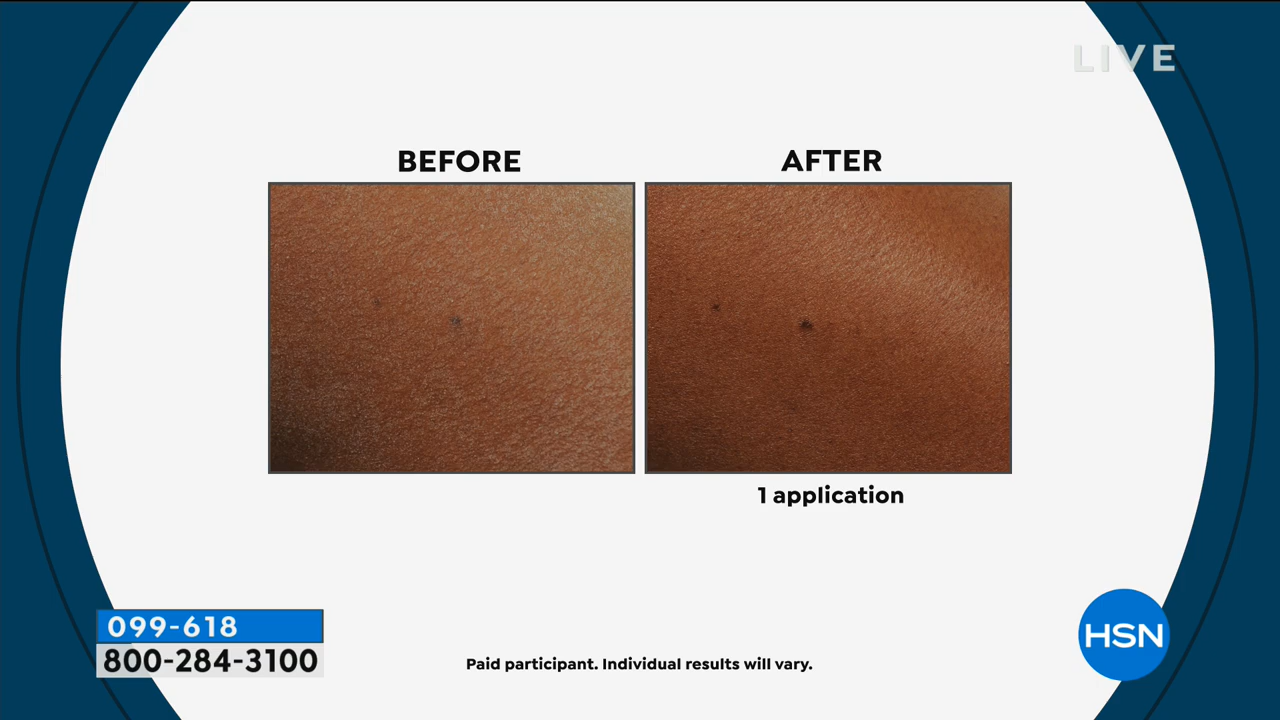 LIVE
BEFORE
AFTER
1 application
099-618
800-284-3100
Paid participant. Individual results will vary.
HSN